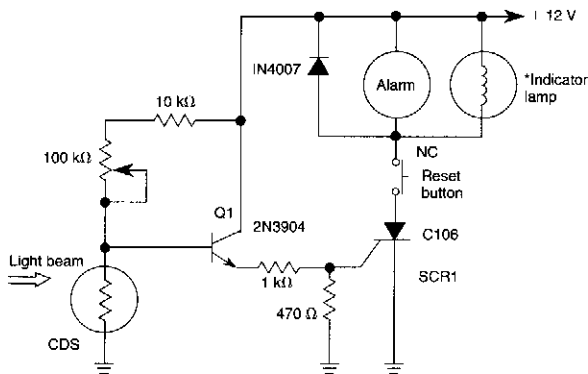 + 12 V
IN4007
Alarm
*Indicator
lamp
10 kΩ
100 kΩ
NC
Reset
button
Q1
2N3904
C106
Light beam
1 kΩ
SCR1
470 Ω
CDS